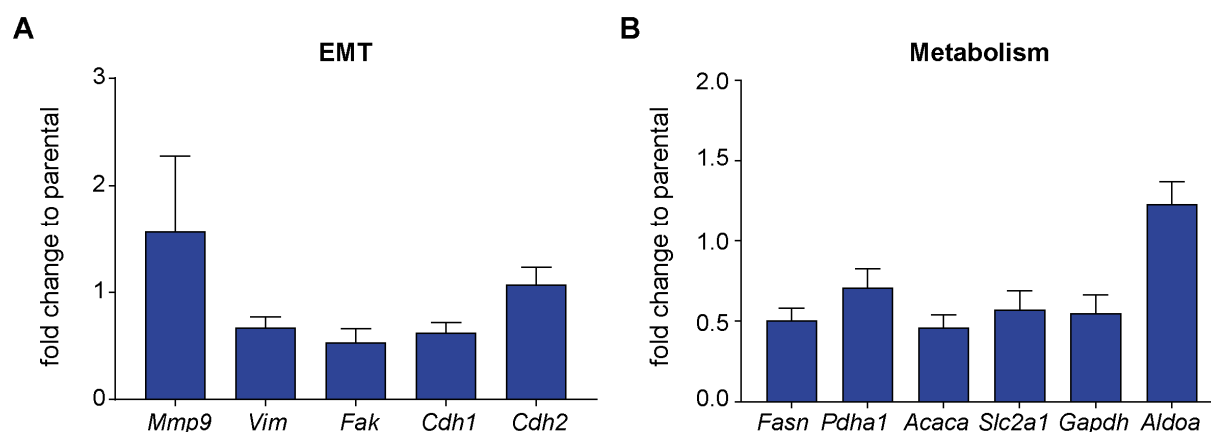 A
EMT
fold change to parental
3
2
1
0
Mmp9 Vim Fak Cdh1 Cdh2
B
Metabolism
fold change to parental
2.0
1.5
1.0
0.5
0.0
Fasn Pdha1 Acaca Slc2a1 Gapdh Aldoa